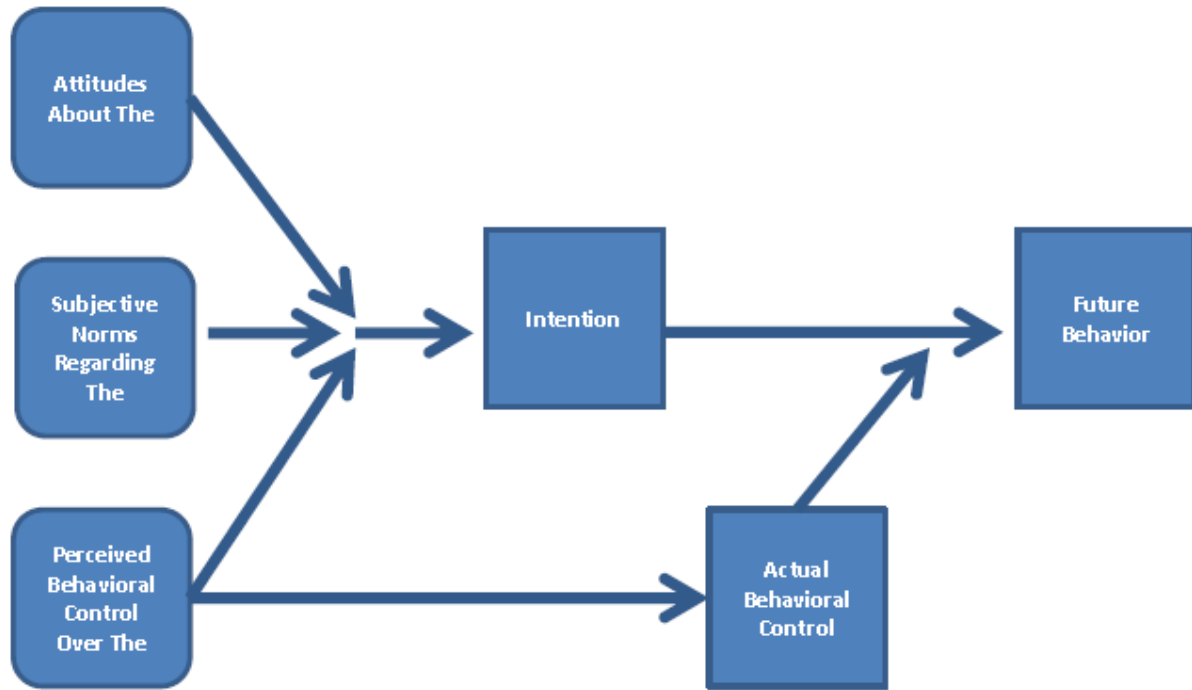 Attitudes
About The
Subjective
Norms
Regarding
The
Perceived
Behavioral
Control
Over The
Intention
Actual
Behavioral
Control
Future
Behavior